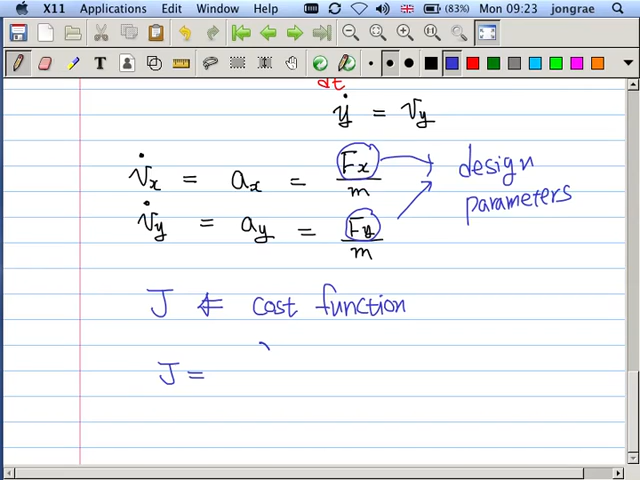 X11 Applications Edit Window Help (83%) Mon 09:23 jongrae
T
dt
ẏ = Vy
V̇x = ax = Fx/m
design
V̇y = ay = Fy/m
parameters
J ⇐ cost function
J =